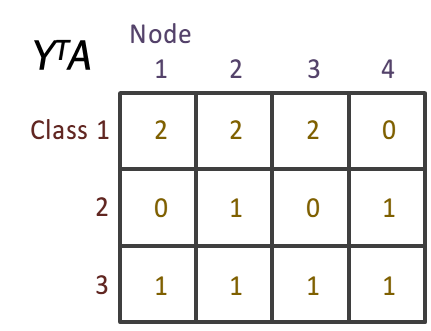 Node
YᵀA
1 2 3 4
Class 1 2 2 2 0
2 0 1 0 1
3 1 1 1 1